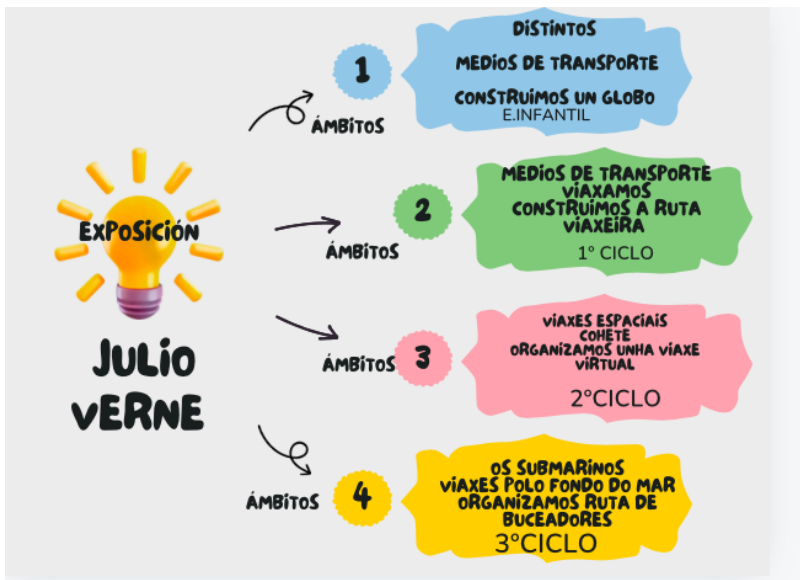 EXPOSICIÓN
JULIO
VERNE
ÁMBITOS
1
DISTINTOS
MEDIOS DE TRANSPORTE
CONSTRUIMOS UN GLOBO
E.INFANTIL
ÁMBITOS
2
MEDIOS DE TRANSPORTE
VIAXAMOS
CONSTRUIMOS A RUTA
VIAXEIRA
1º CICLO
ÁMBITOS
3
VIAXES ESPACIAIS
COHETE
ORGANIZAMOS UNHA VIAXE
VIRTUAL
2ºCICLO
ÁMBITOS
4
OS SUBMARINOS
VIAXES POLO FONDO DO MAR
ORGANIZAMOS RUTA DE
BUCEADORES
3ºCICLO